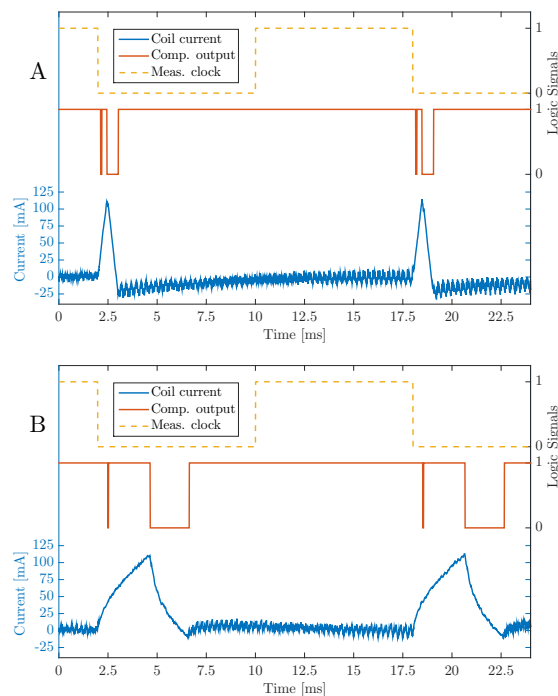 A
Coil current
Comp. output
Meas. clock
1
0
Logic Signals
1
0
125
100
75
50
25
0
-25
Current [mA]
0 2.5 5 7.5 10 12.5 15 17.5 20 22.5
Time [ms]
B
Coil current
Comp. output
Meas. clock
1
0
Logic Signals
1
0
125
100
75
50
25
0
-25
Current [mA]
0 2.5 5 7.5 10 12.5 15 17.5 20 22.5
Time [ms]